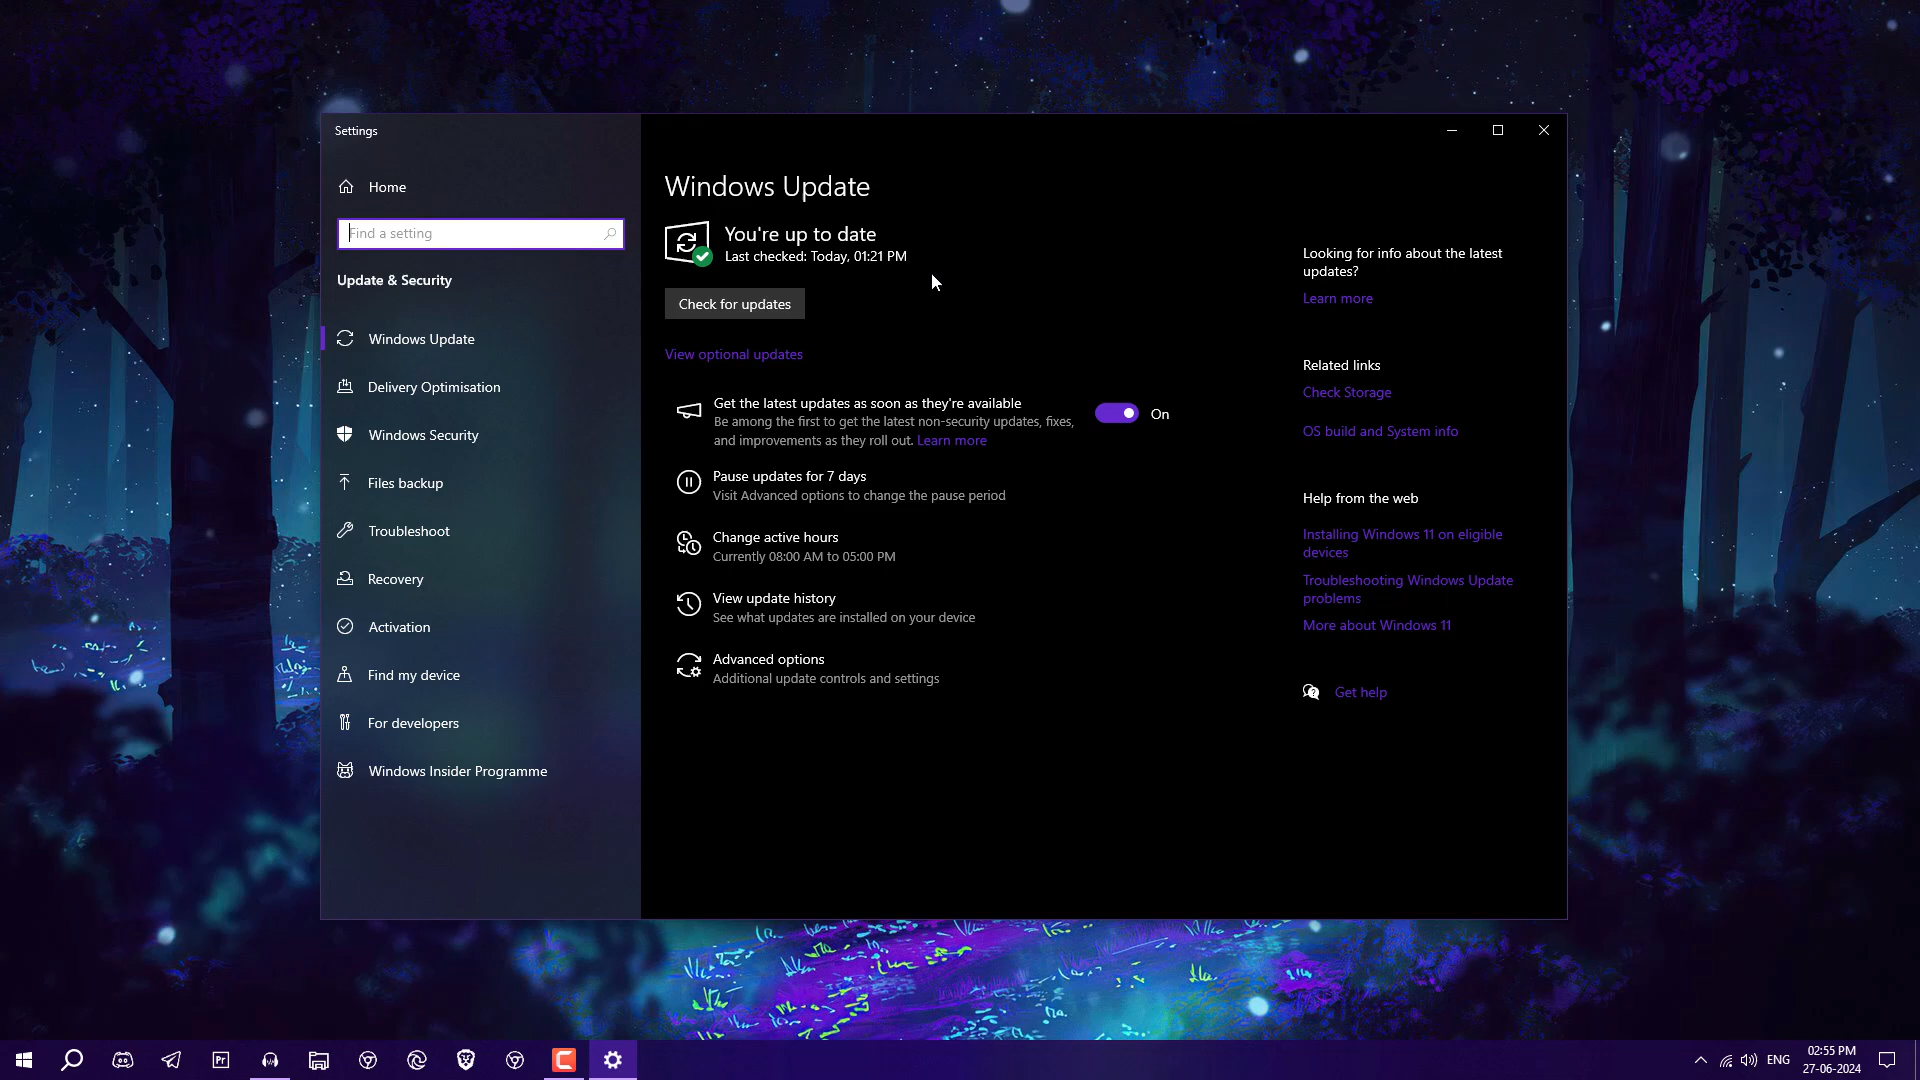 Settings
Home
Find a setting
Update & Security
Windows Update
Delivery Optimisation
Windows Security
Files backup
Troubleshoot
Recovery
Activation
Find my device
For developers
Windows Insider Programme
Windows Update
You're up to date
Last checked: Today, 01:21 PM
Check for updates
View optional updates
Get the latest updates as soon as they're available
Be among the first to get the latest non-security updates, fixes,
and improvements as they roll out. Learn more
On
Pause updates for 7 days
Visit Advanced options to change the pause period
Change active hours
Currently 08:00 AM to 05:00 PM
View update history
See what updates are installed on your device
Advanced options
Additional update controls and settings
Looking for info about the latest
updates?
Learn more
Related links
Check Storage
OS build and System info
Help from the web
Installing Windows 11 on eligible
devices
Troubleshooting Windows Update
problems
More about Windows 11
Get help
Pr
ENG
02:55 PM
27-06-2024